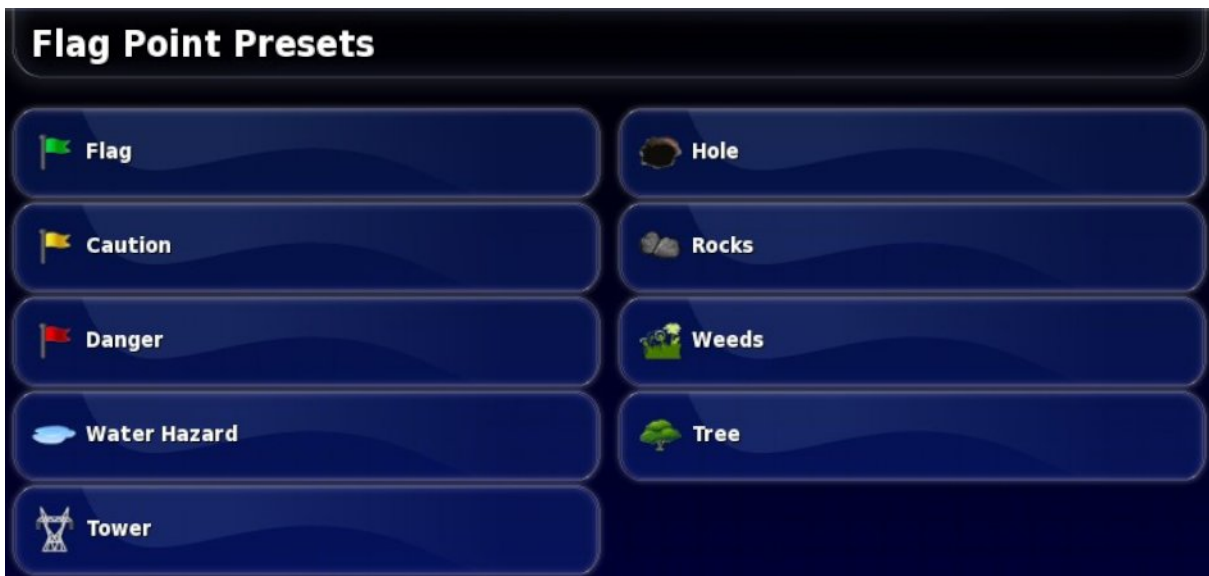 Flag Point Presets
Flag
Caution
Danger
Water Hazard
Tower
Hole
Rocks
Weeds
Tree